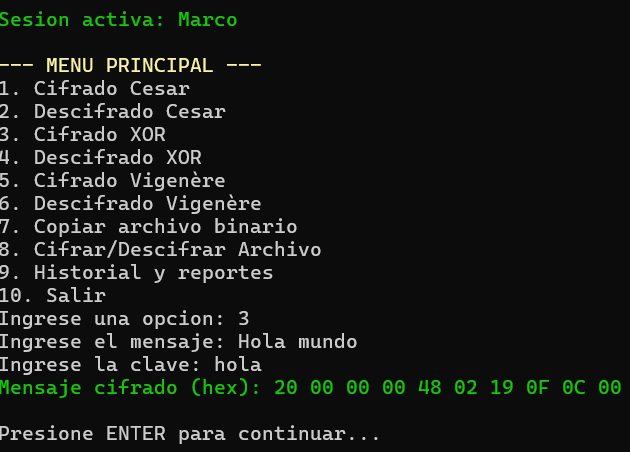 Sesion activa: Marco
--- MENU PRINCIPAL ---
1. Cifrado Cesar
2. Descifrado Cesar
3. Cifrado XOR
4. Descifrado XOR
5. Cifrado Vigenère
6. Descifrado Vigenère
7. Copiar archivo binario
8. Cifrar/Descifrar Archivo
9. Historial y reportes
10. Salir
Ingrese una opcion: 3
Ingrese el mensaje: Hola mundo
Ingrese la clave: hola
Mensaje cifrado (hex): 20 00 00 00 48 02 19 0F 0C 00
Presione ENTER para continuar...